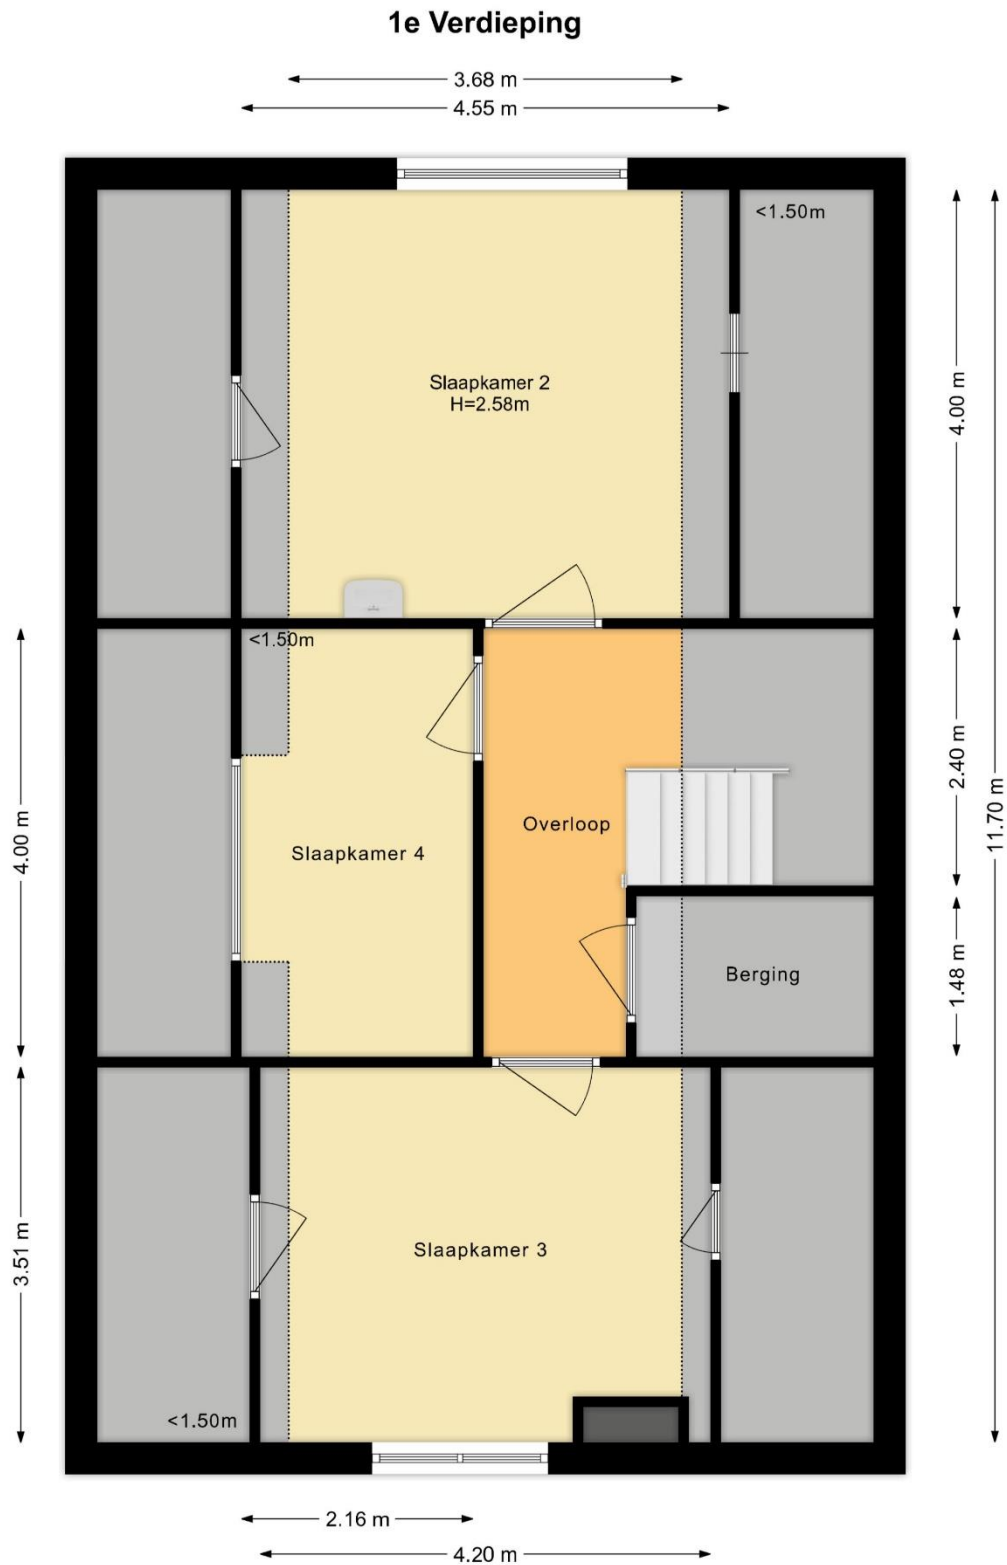 1e Verdieping
3.68 m
4.55 m
<1.50m
Slaapkamer 2
H=2.58m
4.00 m
<1.50m
2.40 m
11.70 m
Overloop
4.00 m
Slaapkamer 4
Berging
1.48 m
Slaapkamer 3
3.51 m
<1.50m
2.16 m
4.20 m